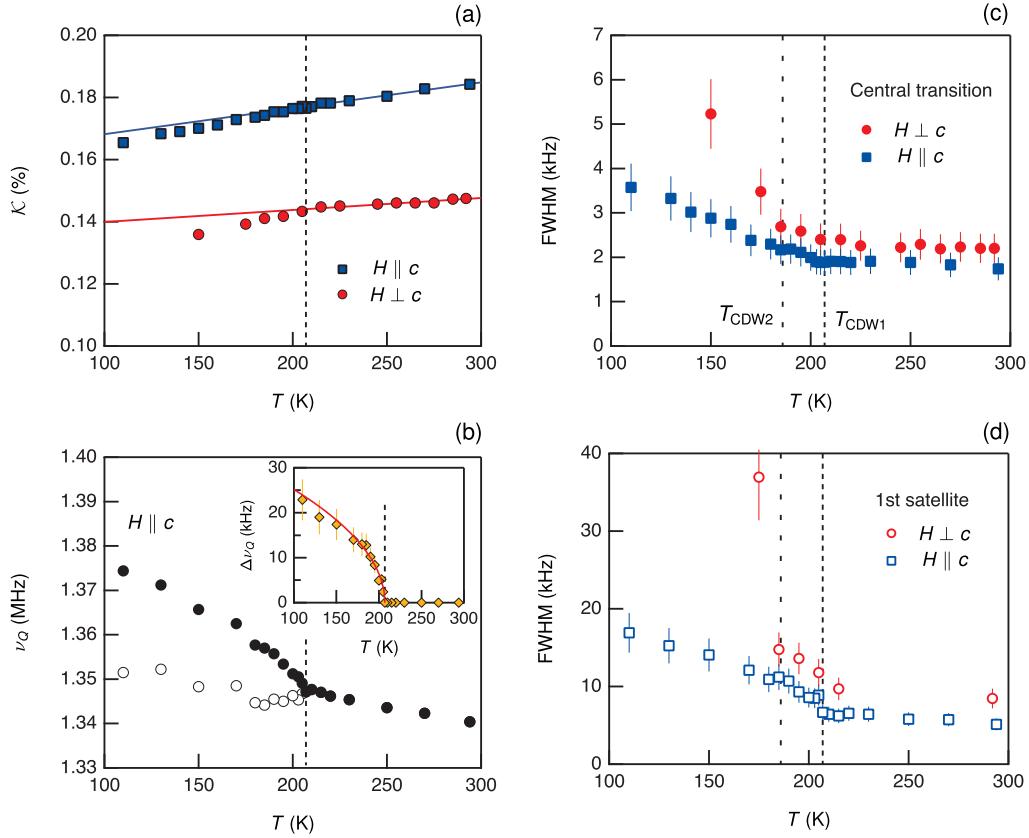 (a)
0.20
0.18
0.16
0.14
0.12
0.10
K (%)
H ∥ c
H ⊥ c
100
150
200
250
300
T (K)
(c)
7
6
5
4
3
2
1
0
FWHM (kHz)
Central transition
H ⊥ c
H ∥ c
T_CDW2
T_CDW1
100
150
200
250
300
T (K)
(b)
1.40
1.39
1.38
1.37
1.36
1.35
1.34
1.33
ν_Q (MHz)
H ∥ c
30
20
10
0
Δν_Q (kHz)
100
150
200
250
300
T (K)
100
150
200
250
300
T (K)
(d)
40
30
20
10
0
FWHM (kHz)
1st satellite
H ⊥ c
H ∥ c
100
150
200
250
300
T (K)